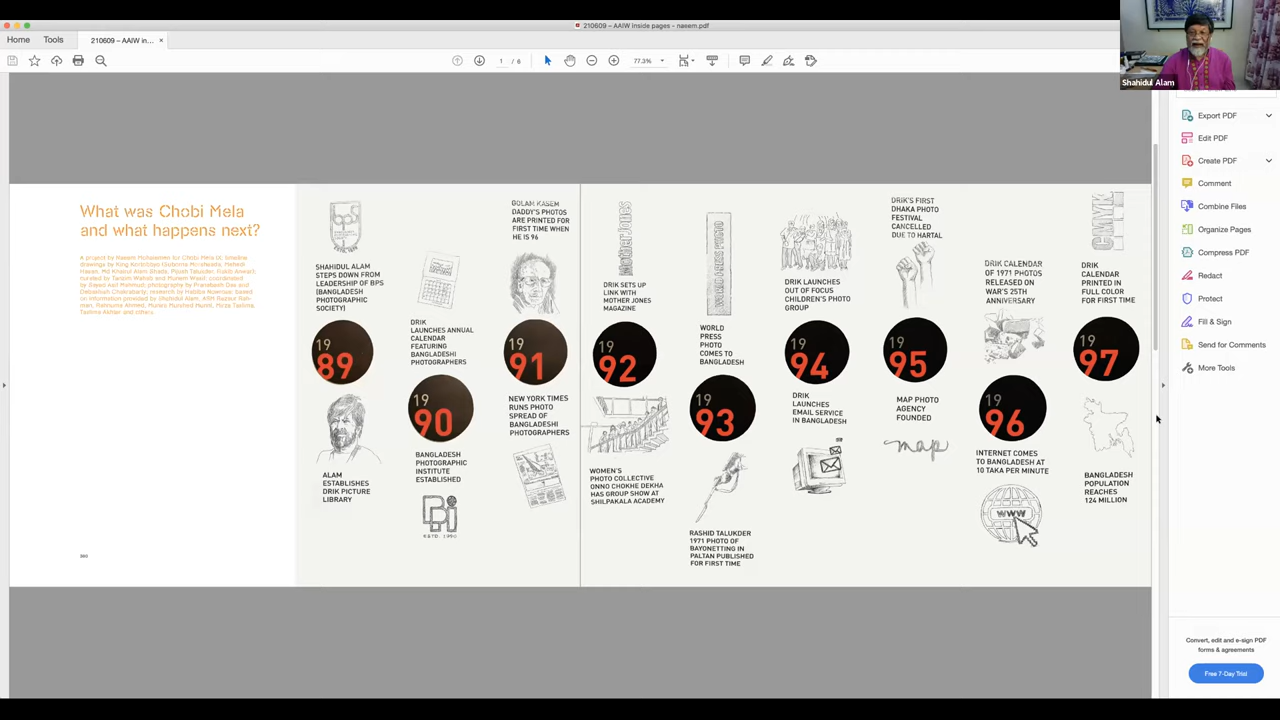 210609 – AAIW inside pages - naeem.pdf
Home
Tools
210609 – AAIW in...
1 / 6
77.3%
Shahidul Alam
Export PDF
Edit PDF
Create PDF
Comment
Combine Files
Organize Pages
Compress PDF
Redact
Protect
Fill & Sign
Send for Comments
More Tools
Convert, edit and e-sign PDF
forms & agreements
Free 7-Day Trial
What was Chobi Mela
and what happens next?
SHAHIDUL ALAM
STEPS DOWN FROM
LEADERSHIP OF BPS
(BANGLADESH
PHOTOGRAPHIC
SOCIETY)
19
89
ALAM
ESTABLISHES
DRIK PICTURE
LIBRARY
DRIK
LAUNCHES ANNUAL
CALENDAR
FEATURING
BANGLADESHI
PHOTOGRAPHERS
19
90
BANGLADESH
PHOTOGRAPHIC
INSTITUTE
ESTABLISHED
ESTD. 1990
GOLAM KASEM
DADDY'S PHOTOS
ARE PRINTED FOR
FIRST TIME WHEN
HE IS 96
19
91
NEW YORK TIMES
RUNS PHOTO
SPREAD OF
BANGLADESHI
PHOTOGRAPHERS
MOTHER JONES
DRIK SETS UP
LINK WITH
MOTHER JONES
MAGAZINE
19
92
WOMEN'S
PHOTO COLLECTIVE
ONNO CHOKHE DEKHA
HAS GROUP SHOW AT
SHILPAKALA ACADEMY
WORLD PRESS PHOTO
WORLD
PRESS
PHOTO
COMES TO
BANGLADESH
19
93
RASHID TALUKDER
1971 PHOTO OF
BAYONETTING IN
PALTAN PUBLISHED
FOR FIRST TIME
DRIK LAUNCHES
OUT OF FOCUS
CHILDREN'S PHOTO
GROUP
19
94
DRIK
LAUNCHES
EMAIL SERVICE
IN BANGLADESH
DRIK'S FIRST
DHAKA PHOTO
FESTIVAL
CANCELLED
DUE TO HARTAL
19
95
MAP PHOTO
AGENCY
FOUNDED
map
DRIK CALENDAR
OF 1971 PHOTOS
RELEASED ON
WAR'S 25TH
ANNIVERSARY
19
96
INTERNET COMES
TO BANGLADESH AT
10 TAKA PER MINUTE
www
DRIK
CALENDAR
PRINTED IN
FULL COLOR
FOR FIRST TIME
19
97
BANGLADESH
POPULATION
REACHES
124 MILLION